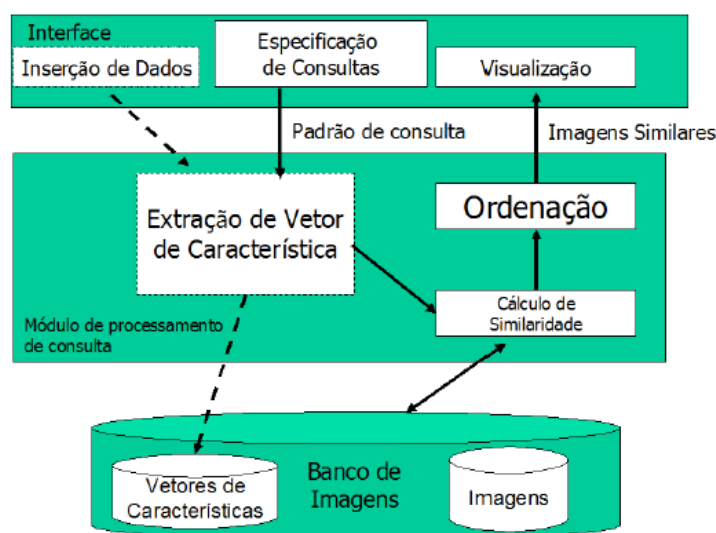 Interface
Inserção de Dados
Especificação
de Consultas
Visualização
Padrão de consulta
Imagens Similares
Extração de Vetor
de Característica
Ordenação
Cálculo de
Similaridade
Módulo de processamento
de consulta
Banco de
Imagens
Vetores de
Características
Imagens